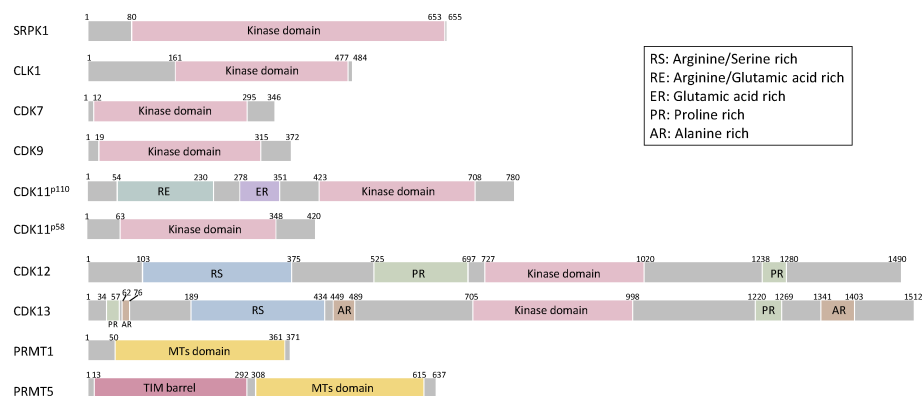 SRPK1 1 80 Kinase domain 653 655
CLK1 1 161 Kinase domain 477 484
CDK7 1 12 Kinase domain 295 346
CDK9 1 19 Kinase domain 315 372
CDK11p110 1 54 RE 230 278 ER 351 423 Kinase domain 708 780
CDK11p58 1 63 Kinase domain 348 420
CDK12 1 103 RS 375 525 PR 697 727 Kinase domain 1020 1238 PR 1280 1490
CDK13 1 34 PR 57 62 AR 76 189 RS 434 449 AR 489 705 Kinase domain 998 1220 PR 1269 1341 AR 1403 1512
PRMT1 1 50 MTs domain 361 371
PRMT5 1 13 TIM barrel 292 308 MTs domain 615 637
RS: Arginine/Serine rich
RE: Arginine/Glutamic acid rich
ER: Glutamic acid rich
PR: Proline rich
AR: Alanine rich